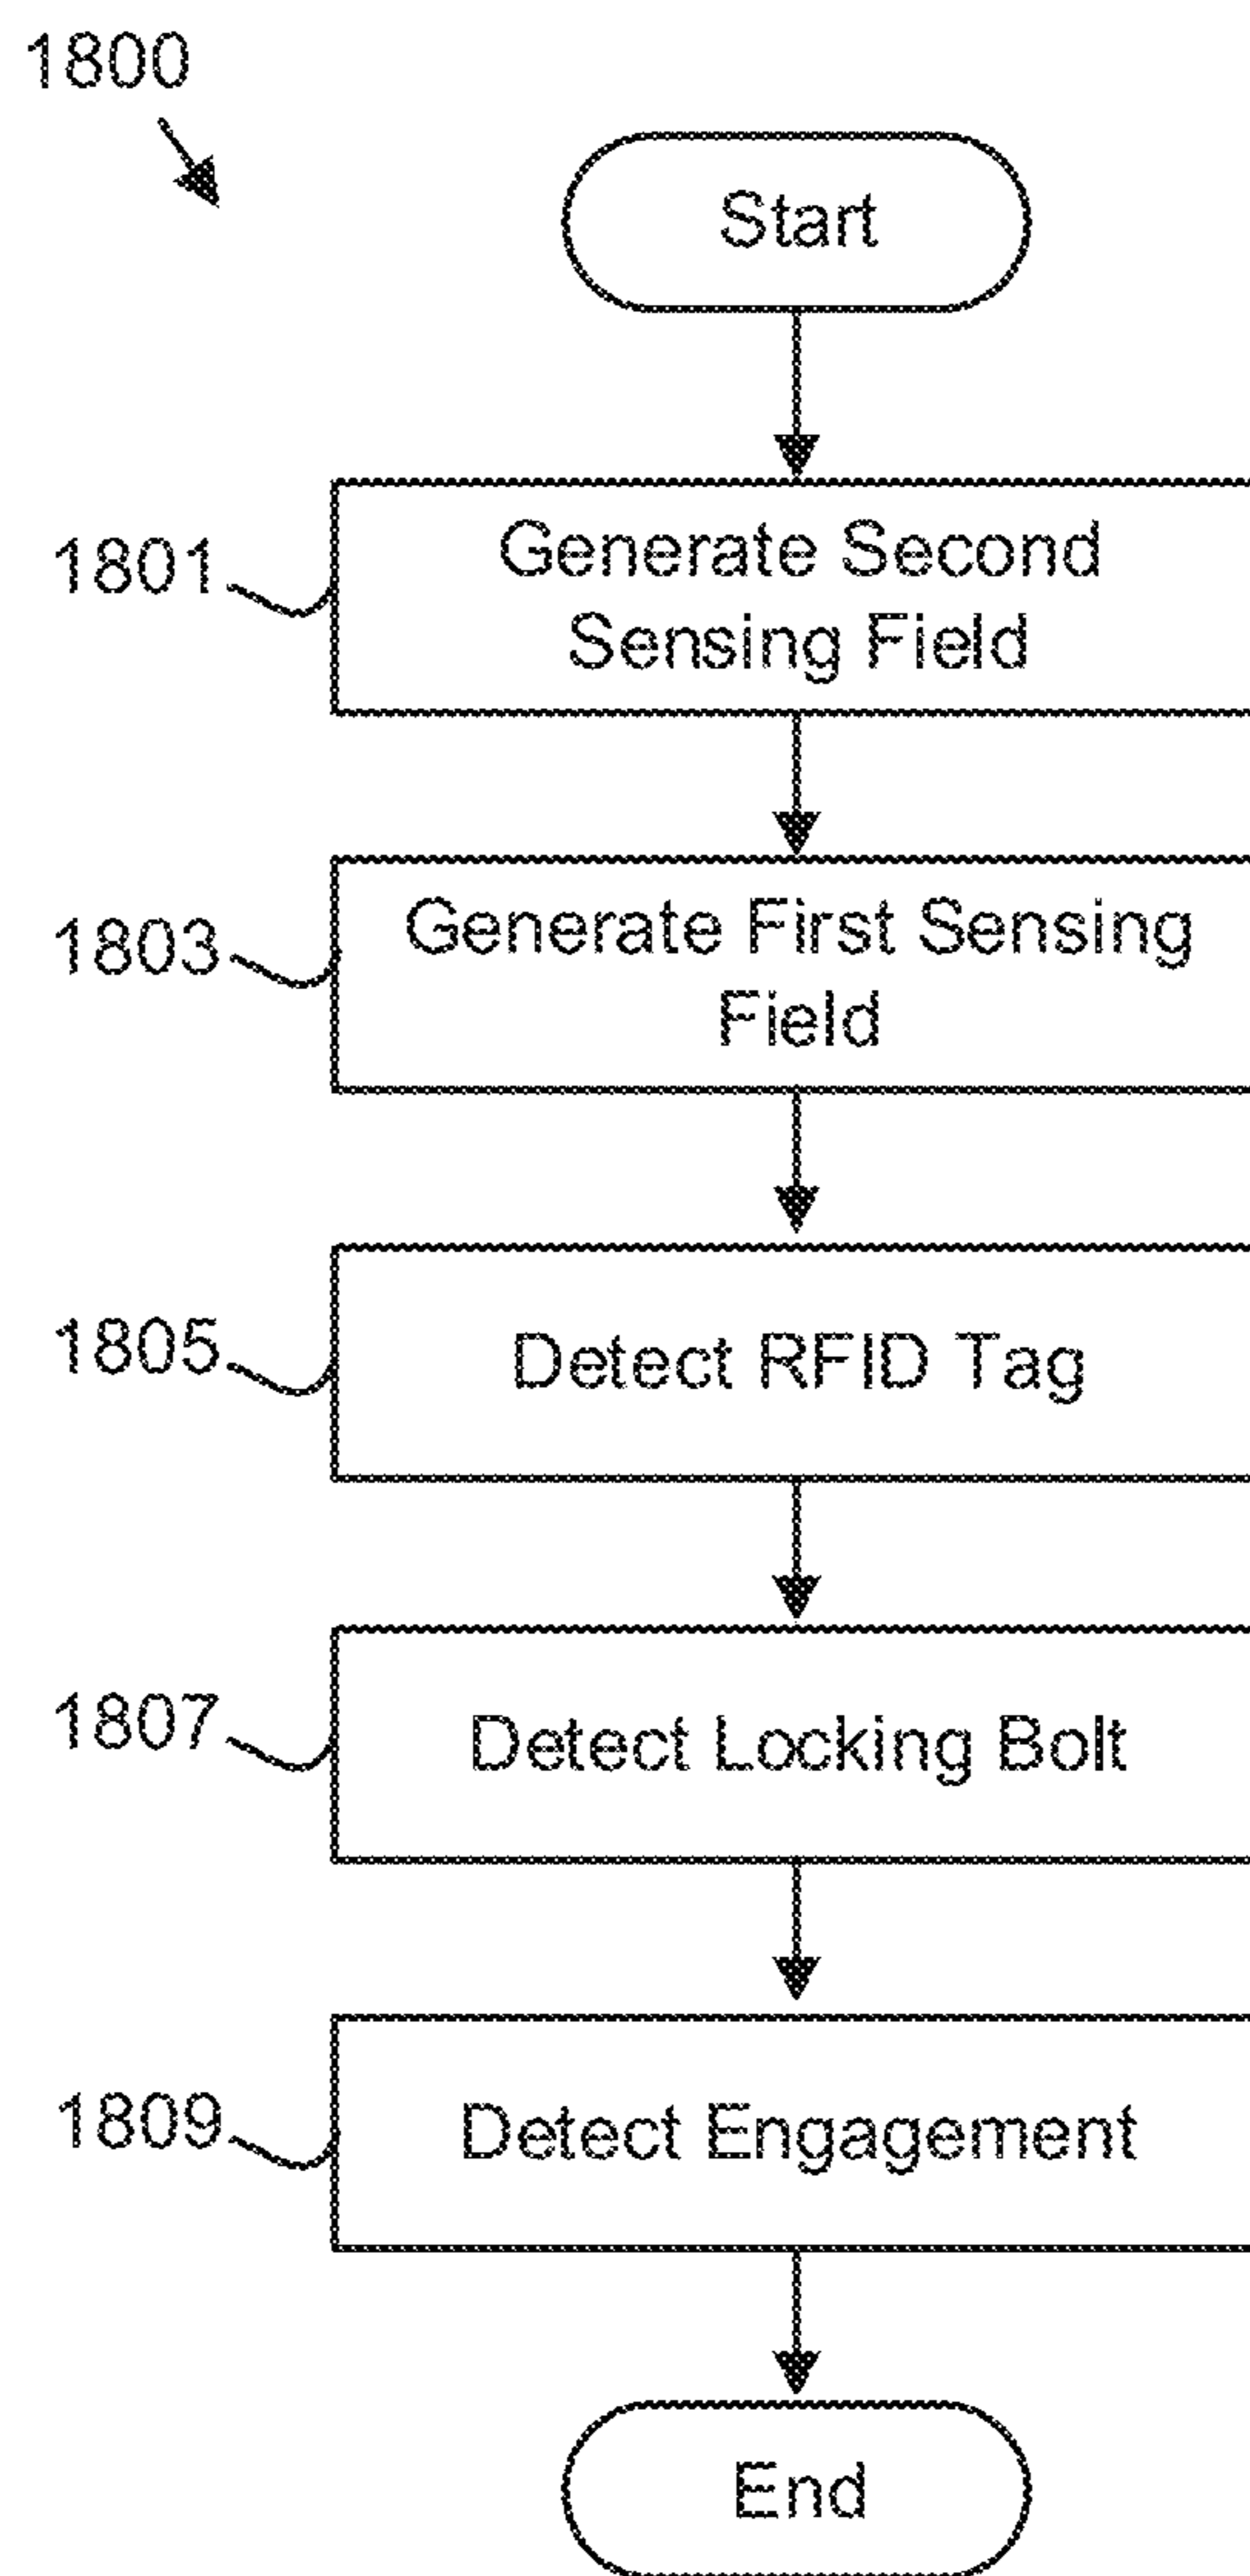 1800
Start
1801
Generate Second
Sensing Field
1803
Generate First Sensing
Field
1805
Detect RFID Tag
1807
Detect Locking Bolt
1809
Detect Engagement
End